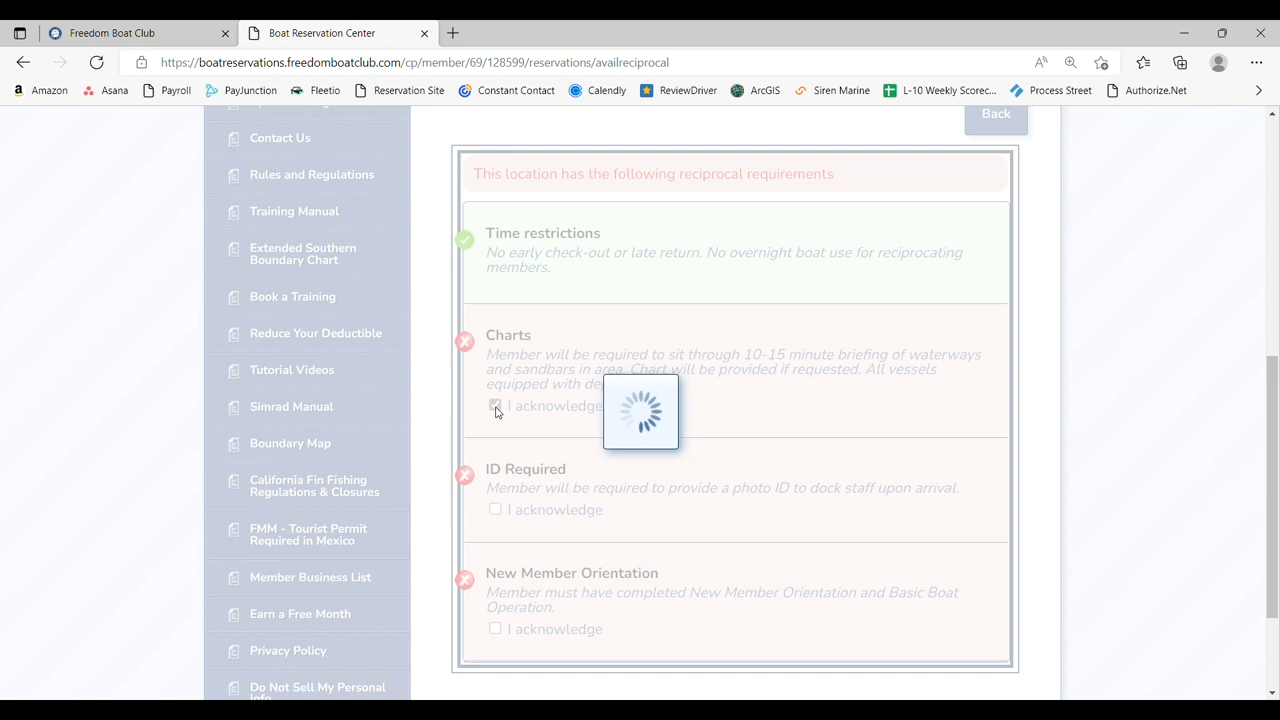 Freedom Boat Club
Boat Reservation Center
https://boatreservations.freedomboatclub.com/cp/member/69/128599/reservations/availreciprocal
Amazon
Asana
Payroll
PayJunction
Fleetio
Reservation Site
Constant Contact
Calendly
ReviewDriver
ArcGIS
Siren Marine
L-10 Weekly Scorec...
Process Street
Authorize.Net
Contact Us
Rules and Regulations
Training Manual
Extended Southern
Boundary Chart
Book a Training
Reduce Your Deductible
Tutorial Videos
Simrad Manual
Boundary Map
California Fin Fishing
Regulations & Closures
FMM - Tourist Permit
Required in Mexico
Member Business List
Earn a Free Month
Privacy Policy
Do Not Sell My Personal
Info
Back
This location has the following reciprocal requirements
Time restrictions
No early check-out or late return. No overnight boat use for reciprocating
members.
Charts
Member will be required to sit through 10-15 minute briefing of waterways
and sandbars in area. Chart will be provided if requested. All vessels
equipped with
I acknowledge
ID Required
Member will be required to provide a photo ID to dock staff upon arrival.
I acknowledge
New Member Orientation
Member must have completed New Member Orientation and Basic Boat
Operation.
I acknowledge